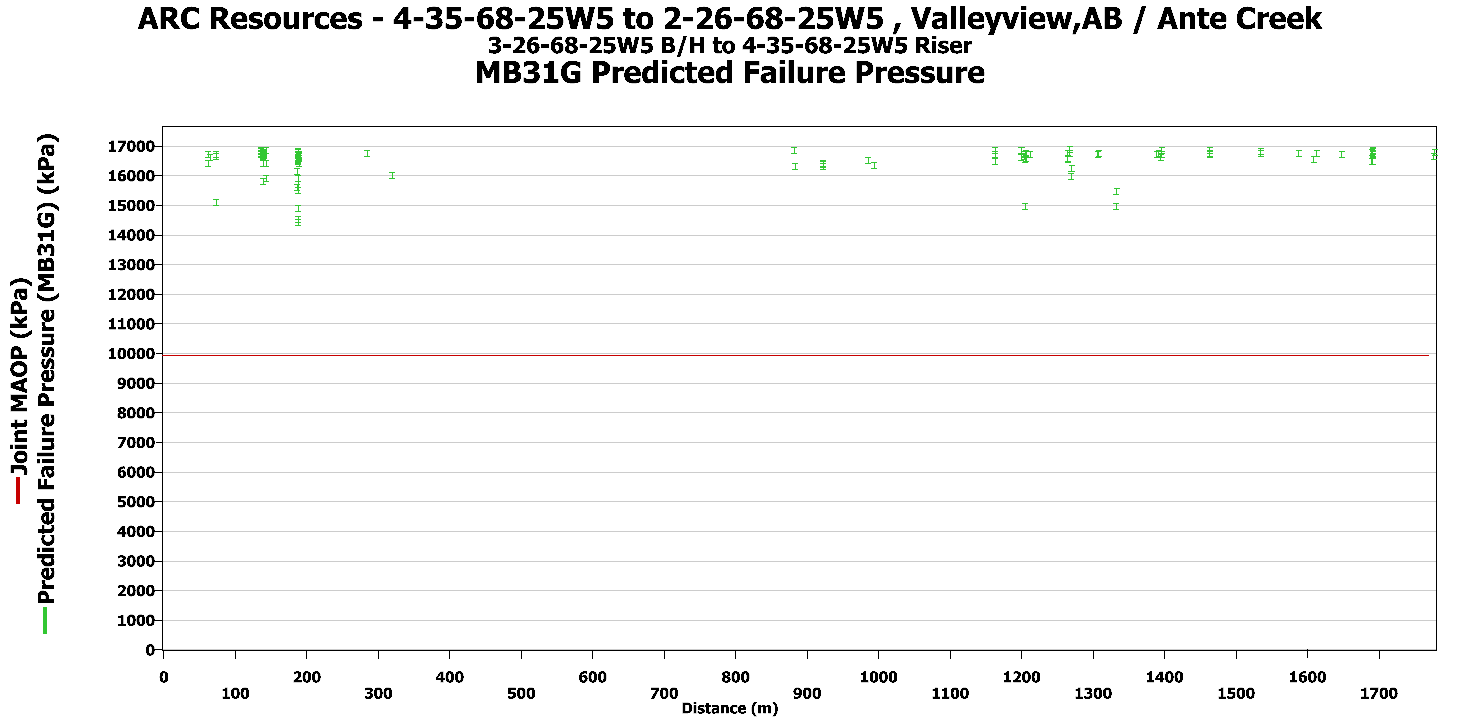 ARC Resources - 4-35-68-25W5 to 2-26-68-25W5 , Valleyview,AB / Ante Creek
3-26-68-25W5 B/H to 4-35-68-25W5 Riser
MB31G Predicted Failure Pressure
Joint MAOP (kPa)
Predicted Failure Pressure (MB31G) (kPa)
17000
16000
15000
14000
13000
12000
11000
10000
9000
8000
7000
6000
5000
4000
3000
2000
1000
0
0 200 400 600 800 1000 1200 1400 1600
100 300 500 700 900 1100 1300 1500 1700
Distance (m)